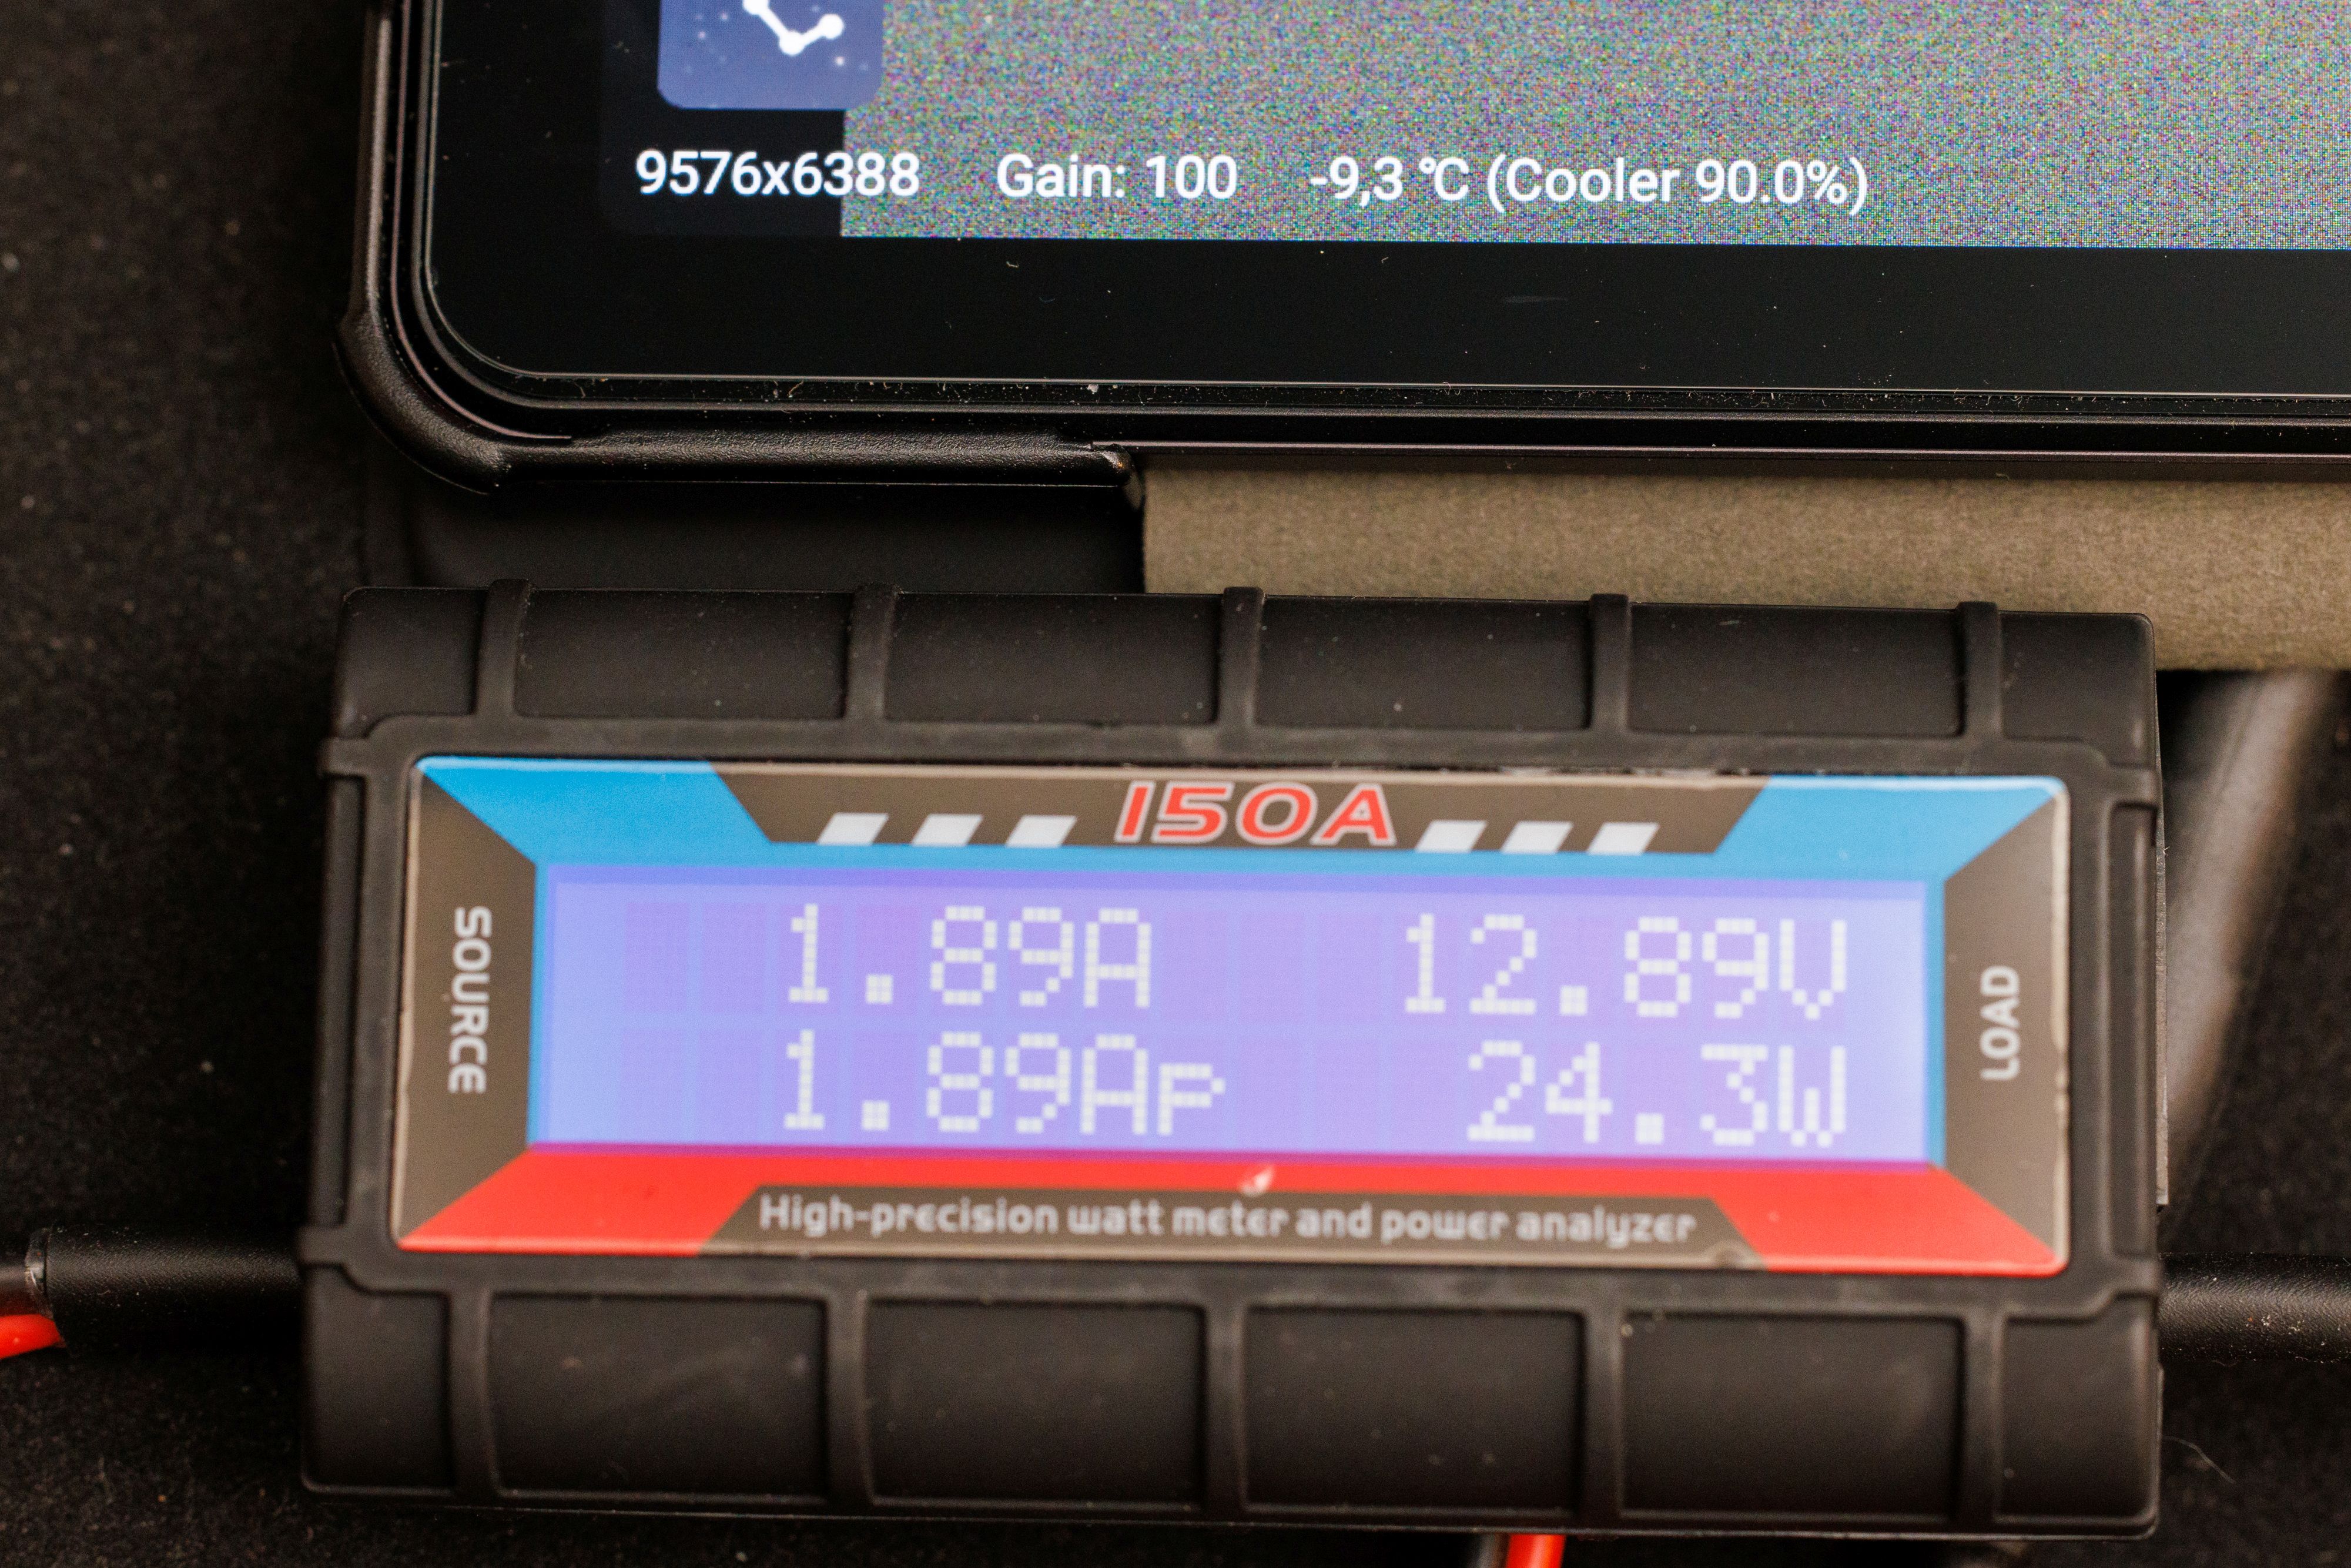 9576x6388 Gain: 100 -9,3 °C (Cooler 90.0%)
150A
SOURCE
1.89A 12.89V
1.89Ap 24.3W
LOAD
High-precision watt meter and power analyzer